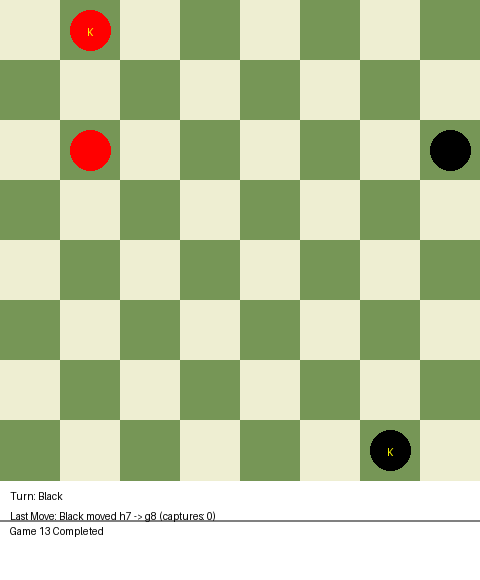 K
K
Turn: Black
Last Move: Black moved h7 -> g8 (captures: 0)
Game 13 Completed